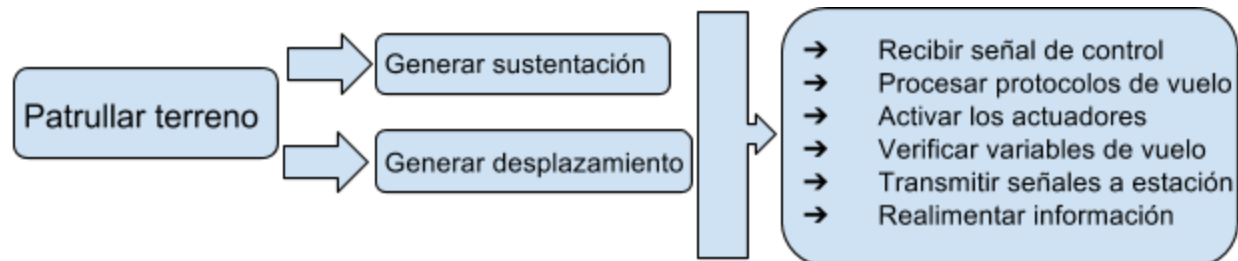 Patrullar terreno
Generar sustentación
Generar desplazamiento
➔ Recibir señal de control
➔ Procesar protocolos de vuelo
➔ Activar los actuadores
➔ Verificar variables de vuelo
➔ Transmitir señales a estación
➔ Realimentar información